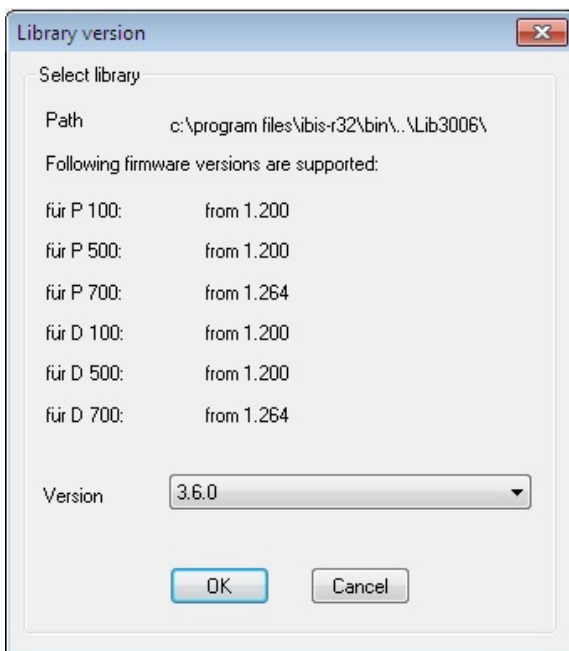 Library version
Select library
Path c:\program files\ibis-r32\bin\..\Lib3006\
Following firmware versions are supported:
für P 100: from 1.200
für P 500: from 1.200
für P 700: from 1.264
für D 100: from 1.200
für D 500: from 1.200
für D 700: from 1.264
Version 3.6.0
OK Cancel